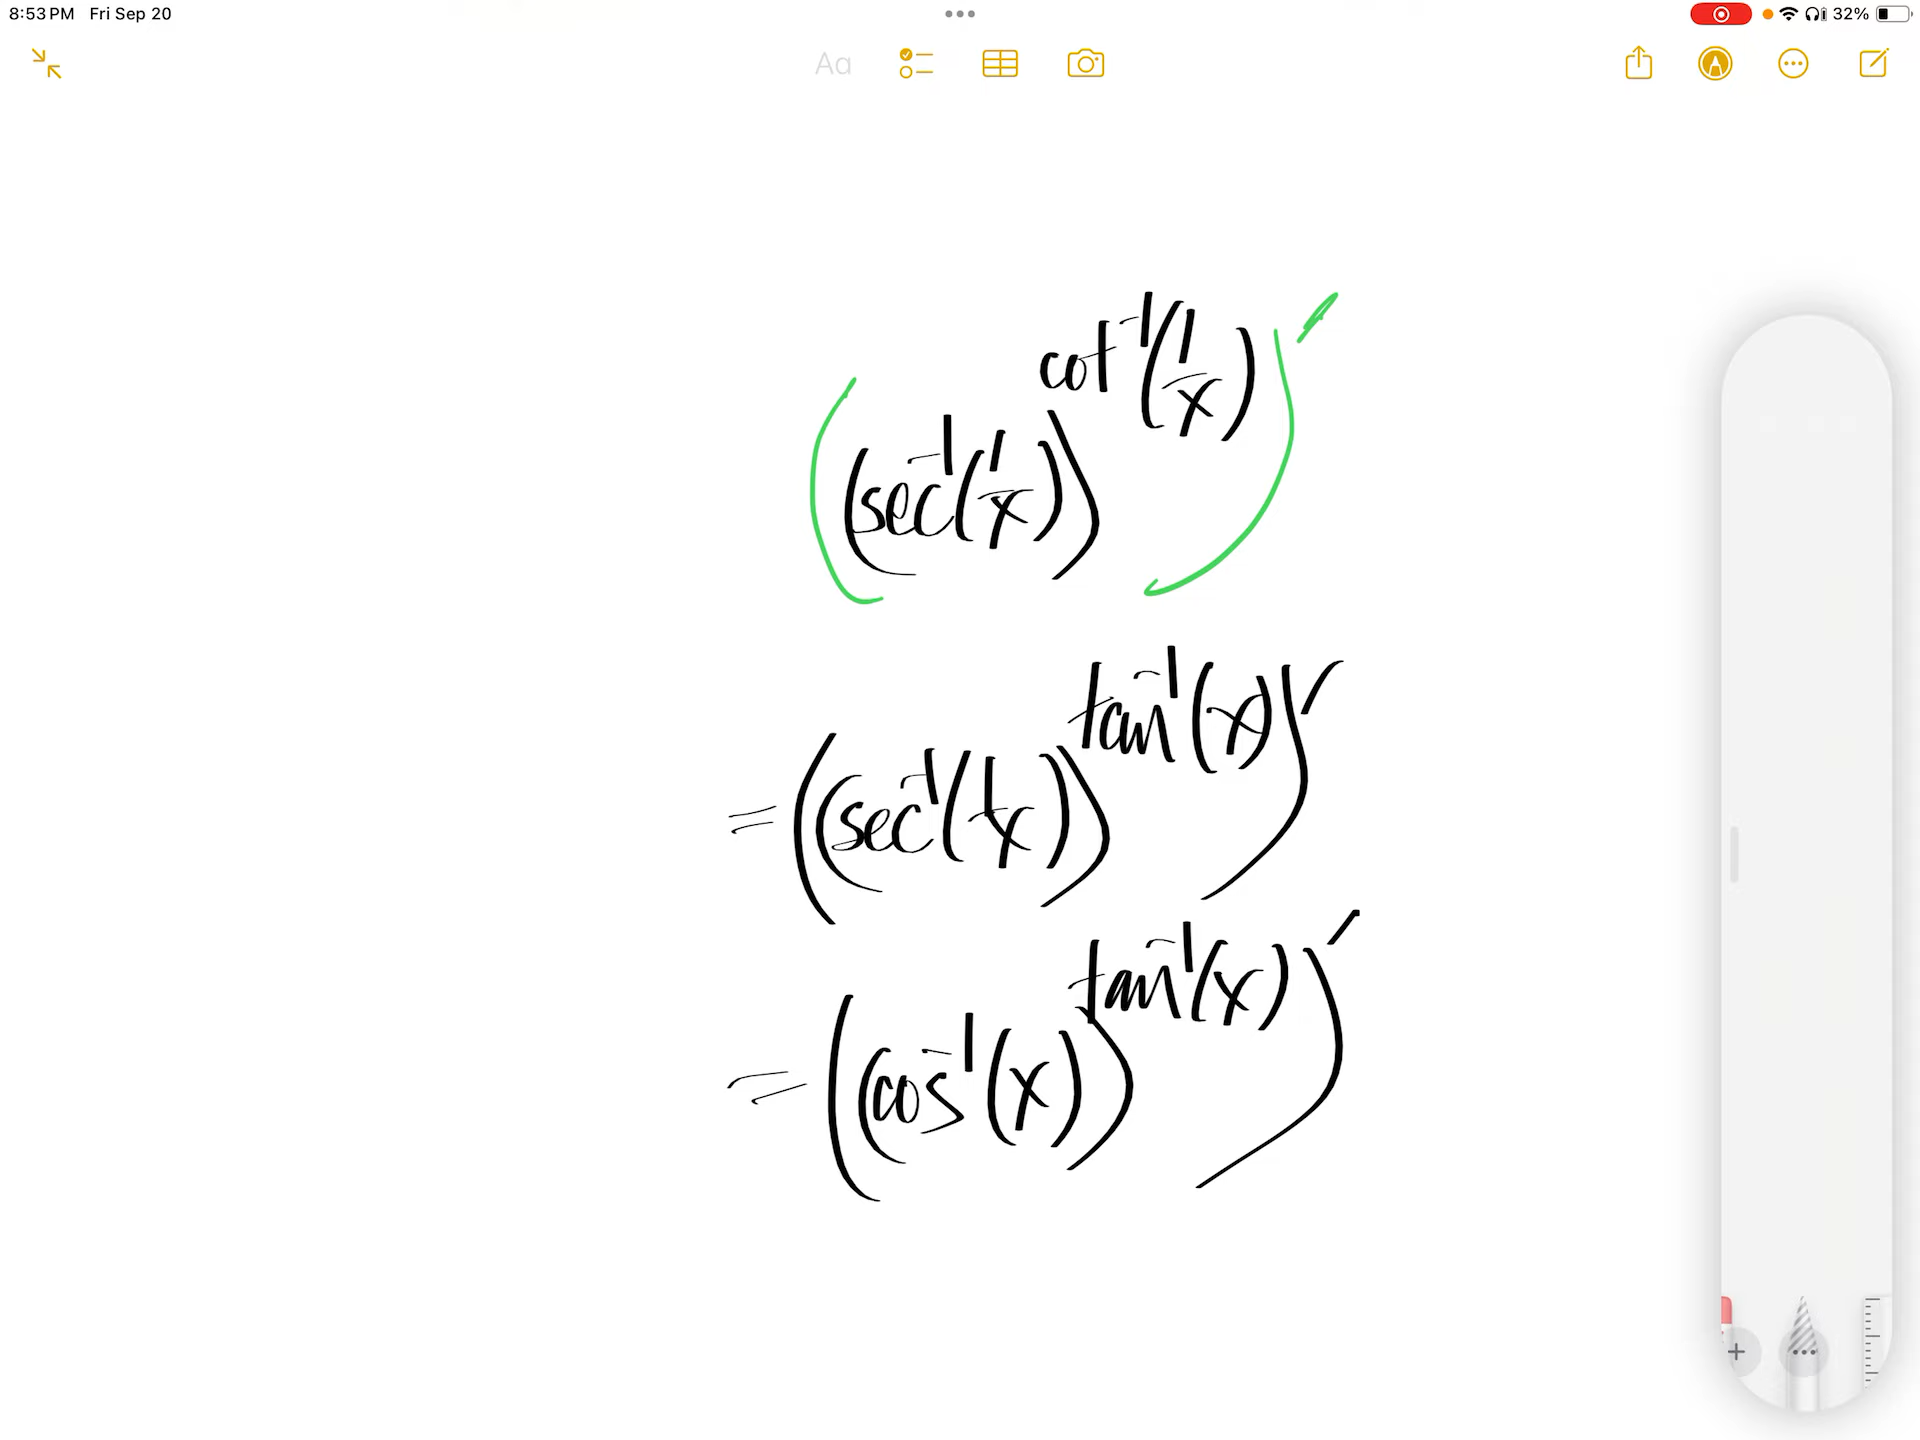 8:53 PM Fri Sep 20
32%
Aa
((sec⁻¹(1/x))^cot⁻¹(1/x))′
= ((sec⁻¹(1/x))^tan⁻¹(x))′
= ((cos⁻¹(x))^tan⁻¹(x))′